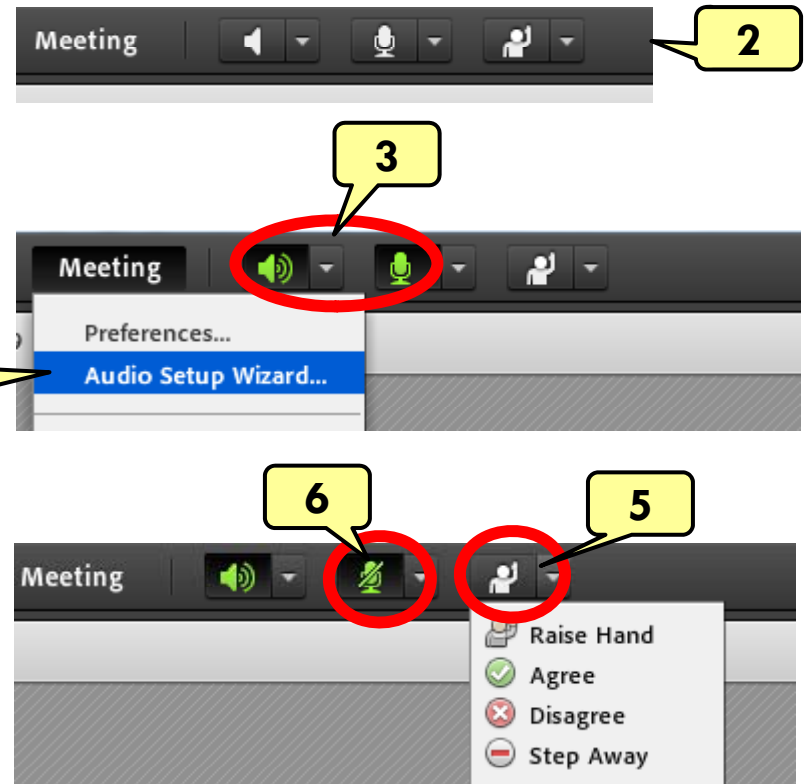 Meeting
2
3
Meeting
Preferences...
Audio Setup Wizard...
6
5
Meeting
Raise Hand
Agree
Disagree
Step Away